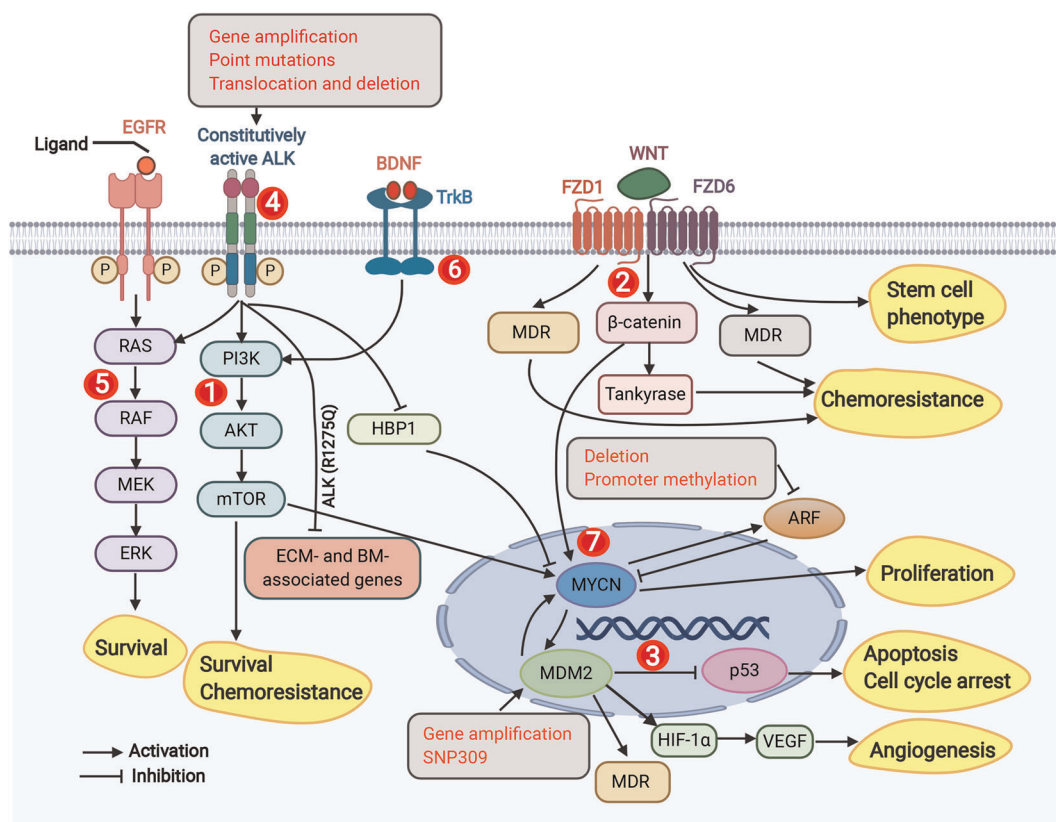 Gene amplification
Point mutations
Translocation and deletion
Ligand
EGFR
Constitutively
active ALK
BDNF
TrkB
WNT
FZD1
FZD6
4
P
P
P
P
6
2
Stem cell
phenotype
MDR
β-catenin
MDR
RAS
PI3K
5
1
Tankyrase
Chemoresistance
RAF
AKT
HBP1
ALK (R1275Q)
Deletion
Promoter methylation
MEK
mTOR
ARF
ERK
ECM- and BM-
associated genes
7
MYCN
Proliferation
Survival
Survival
Chemoresistance
3
MDM2
p53
Apoptosis
Cell cycle arrest
Gene amplification
SNP309
HIF-1α
VEGF
Angiogenesis
MDR
Activation
Inhibition